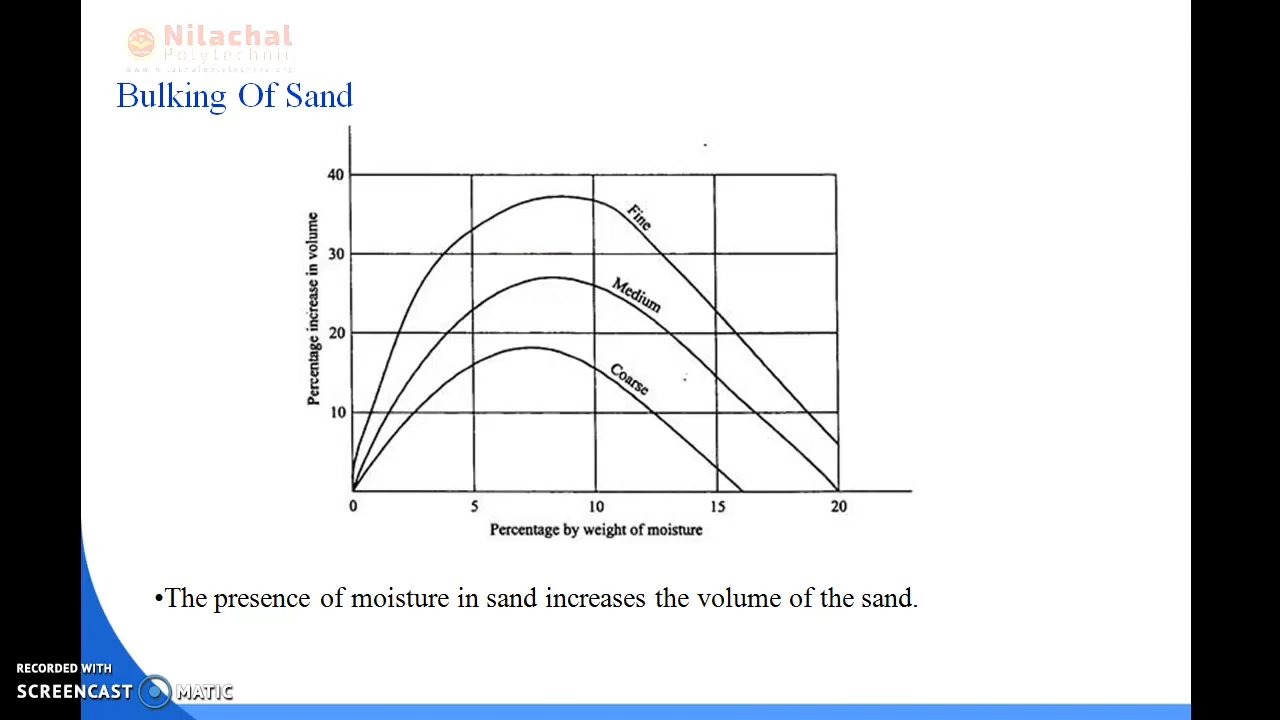 Nilachal
Polytechnic
Bulking Of Sand
40
30
20
10
Percentage increase in volume
Fine
Medium
Coarse
0 5 10 15 20
Percentage by weight of moisture
•The presence of moisture in sand increases the volume of the sand.
RECORDED WITH
SCREENCAST MATIC